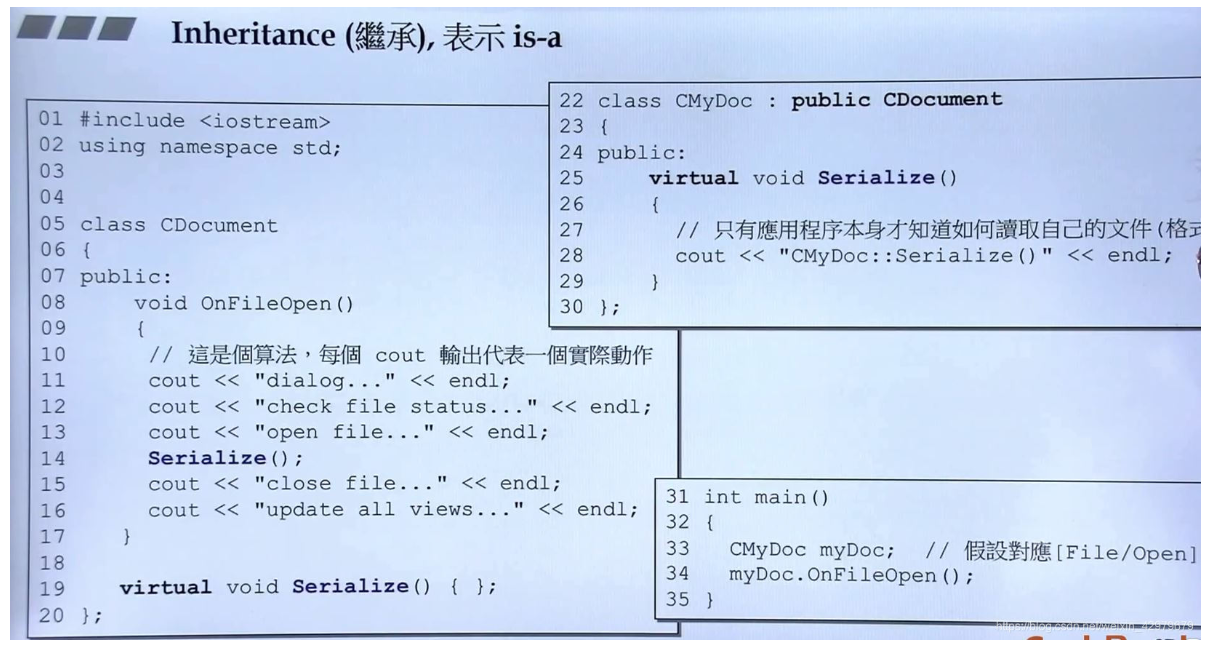 Inheritance (繼承), 表示 is-a
01 #include <iostream>
02 using namespace std;
03
04
05 class CDocument
06 {
07 public:
08 void OnFileOpen()
09 {
10 // 這是個算法，每個 cout 輸出代表一個實際動作
11 cout << "dialog..." << endl;
12 cout << "check file status..." << endl;
13 cout << "open file..." << endl;
14 Serialize();
15 cout << "close file..." << endl;
16 cout << "update all views..." << endl;
17 }
18
19 virtual void Serialize() { };
20 };
22 class CMyDoc : public CDocument
23 {
24 public:
25 virtual void Serialize()
26 {
27 // 只有應用程序本身才知道如何讀取自己的文件(格式
28 cout << "CMyDoc::Serialize()" << endl;
29 }
30 };
31 int main()
32 {
33 CMyDoc myDoc; // 假設對應[File/Open]
34 myDoc.OnFileOpen();
35 }